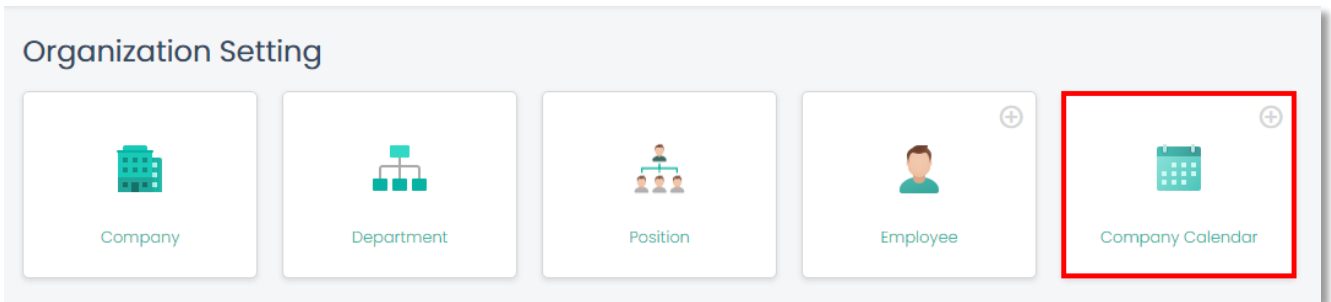 Organization Setting
Company
Department
Position
Employee
Company Calendar